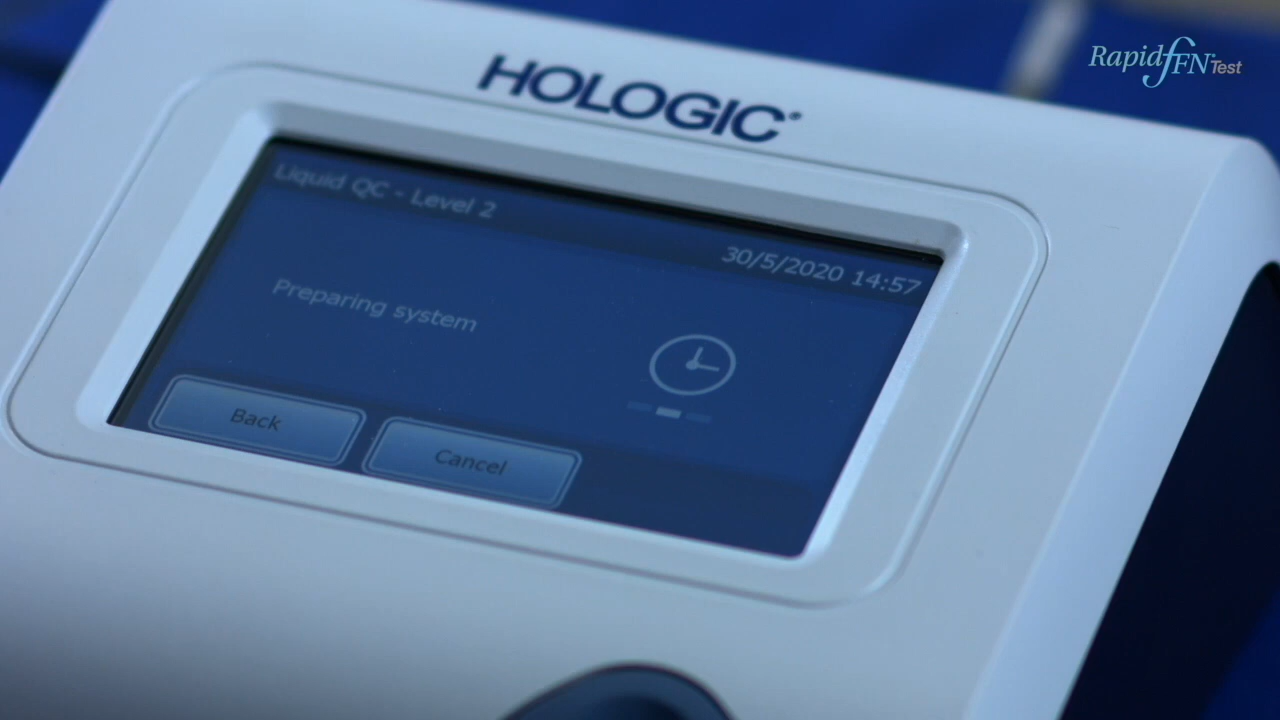 Rapid fFN® Test
HOLOGIC®
Liquid QC - Level 2
30/5/2020 14:57
Preparing system
Back
Cancel